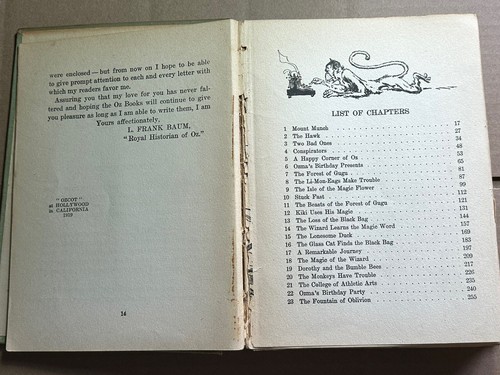 were enclosed — but from now on I hope to be able
to give prompt attention to each and every letter with
which my readers favor me.
Assuring you that my love for you has never fal-
tered and hoping the Oz Books will continue to give
you pleasure as long as I am able to write them, I am
Yours affectionately,
L. FRANK BAUM,
"Royal Historian of Oz."
"OZCOT"
at HOLLYWOOD
in CALIFORNIA
1919
14
LIST OF CHAPTERS
1 Mount Munch 17
2 The Hawk 27
3 Two Bad Ones 34
4 Conspirators 48
5 A Happy Corner of Oz 53
6 Ozma's Birthday Presents 65
7 The Forest of Gugu 81
8 The Li-Mon-Eags Make Trouble 87
9 The Isle of the Magic Flower 99
10 Stuck Fast 112
11 The Beasts of the Forest of Gugu 121
12 Kiki Uses His Magic 131
13 The Loss of the Black Bag 144
14 The Wizard Learns the Magic Word 157
15 The Lonesome Duck 169
16 The Glass Cat Finds the Black Bag 183
17 A Remarkable Journey 197
18 The Magic of the Wizard 209
19 Dorothy and the Bumble Bees 217
20 The Monkeys Have Trouble 226
21 The College of Athletic Arts 235
22 Ozma's Birthday Party 240
23 The Fountain of Oblivion 255